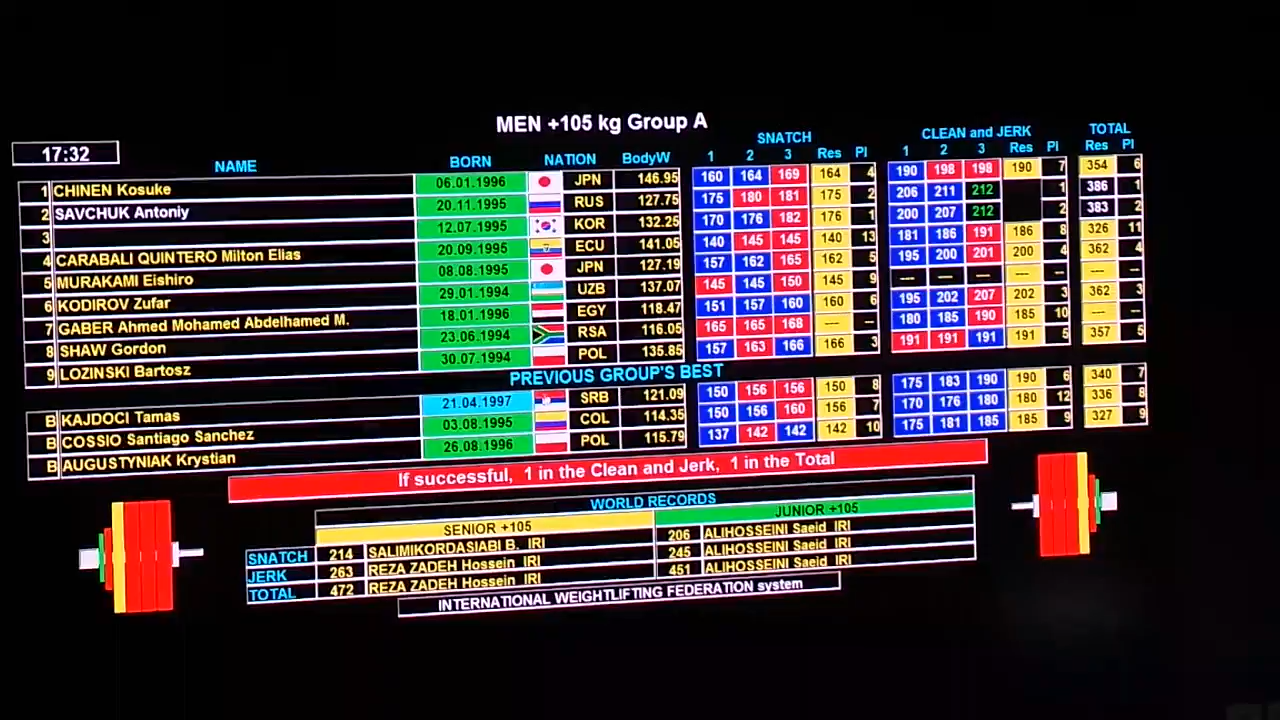 MEN +105 kg Group A
17:32 NAME BORN NATION BodyW SNATCH 1 2 3 Res Pl CLEAN and JERK 1 2 3 Res Pl TOTAL Res Pl
1 CHINEN Kosuke 06.01.1996 JPN 146.95 160 164 169 164 4 190 198 198 190 7 354 6
2 SAVCHUK Antoniy 20.11.1995 RUS 127.75 175 180 181 175 2 206 211 212 1 386 1
3 12.07.1995 KOR 132.25 170 176 182 176 1 200 207 212 2 383 2
4 CARABALI QUINTERO Milton Elias 20.09.1995 ECU 141.05 140 145 145 140 13 181 186 191 186 8 326 11
5 MURAKAMI Eishiro 08.08.1995 JPN 127.19 157 162 165 162 5 195 200 201 200 4 362 4
6 KODIROV Zufar 29.01.1994 UZB 137.07 145 145 150 145 9 --- --- --- --- -- --- --
7 GABER Ahmed Mohamed Abdelhamed M. 18.01.1996 EGY 118.47 151 157 160 160 6 195 202 207 202 3 362 3
8 SHAW Gordon 23.06.1994 RSA 116.05 165 165 168 --- -- 180 185 190 185 10 --- --
9 LOZINSKI Bartosz 30.07.1994 POL 135.85 157 163 166 166 3 191 191 191 191 5 357 5
PREVIOUS GROUP'S BEST
B KAJDOCI Tamas 21.04.1997 SRB 121.09 150 156 156 150 8 175 183 190 190 6 340 7
B COSSIO Santiago Sanchez 03.08.1995 COL 114.35 150 156 160 156 7 170 176 180 180 12 336 8
B AUGUSTYNIAK Krystian 26.08.1996 POL 115.79 137 142 142 142 10 175 181 185 185 9 327 9
If successful, 1 in the Clean and Jerk, 1 in the Total
WORLD RECORDS
SENIOR +105 JUNIOR +105
SNATCH 214 SALIMIKORDASIABI B. IRI 206 ALIHOSSEINI Saeid IRI
JERK 263 REZA ZADEH Hossein IRI 245 ALIHOSSEINI Saeid IRI
TOTAL 472 REZA ZADEH Hossein IRI 451 ALIHOSSEINI Saeid IRI
INTERNATIONAL WEIGHTLIFTING FEDERATION system